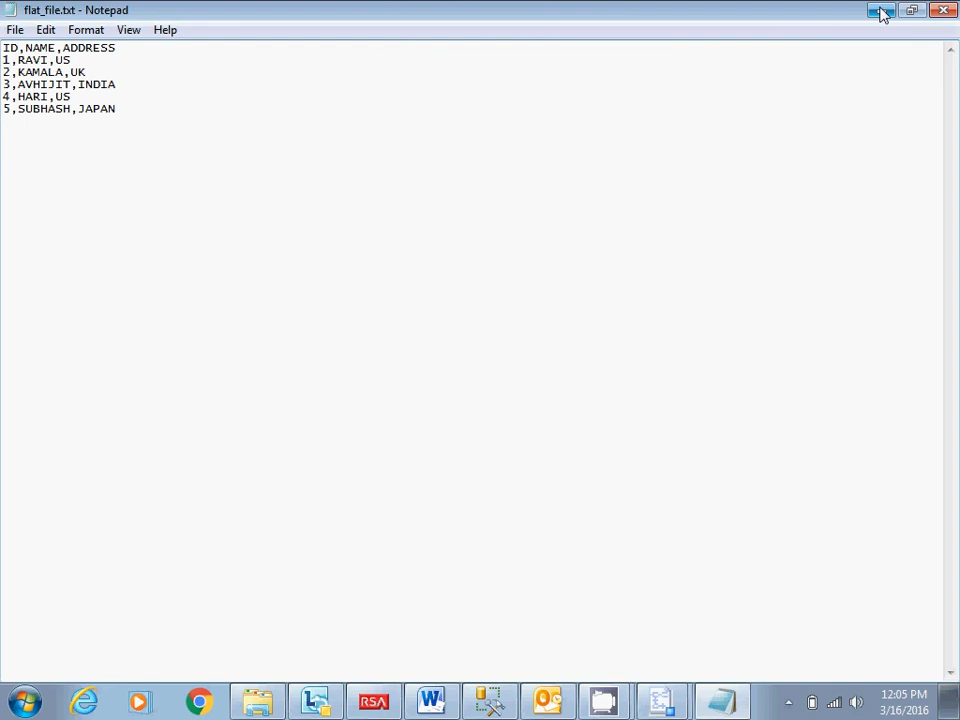 flat_file.txt - Notepad
File Edit Format View Help
ID,NAME,ADDRESS
1,RAVI,US
2,KAMALA,UK
3,AVHIJIT,INDIA
4,HARI,US
5,SUBHASH,JAPAN
RSA
12:05 PM
3/16/2016